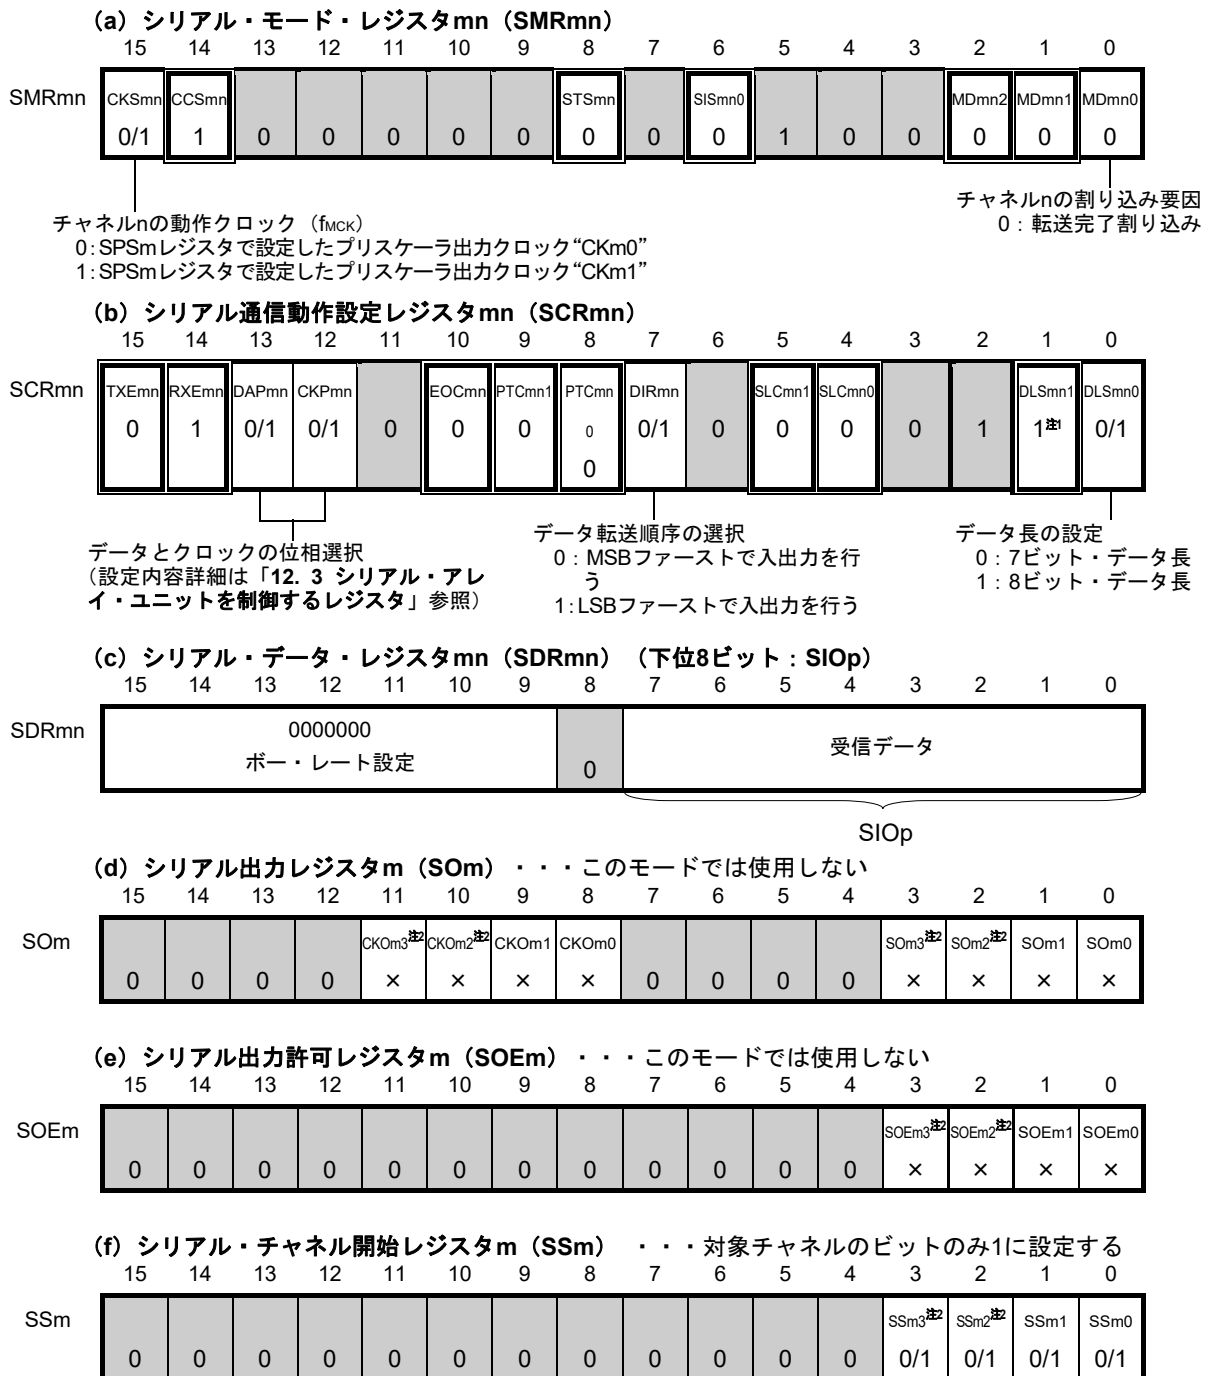 (a) シリアル・モード・レジスタmn（SMRmn）
15 14 13 12 11 10 9 8 7 6 5 4 3 2 1 0
SMRmn CKSmn CCSmn STSmn SISmn0 MDmn2 MDmn1 MDmn0
0/1 1 0 0 0 0 0 0 0 0 1 0 0 0 0 0
チャネルnの動作クロック（fMCK）
0：SPSmレジスタで設定したプリスケーラ出力クロック“CKm0”
1：SPSmレジスタで設定したプリスケーラ出力クロック“CKm1”
チャネルnの割り込み要因
0：転送完了割り込み
(b) シリアル通信動作設定レジスタmn（SCRmn）
15 14 13 12 11 10 9 8 7 6 5 4 3 2 1 0
SCRmn TXEmn RXEmn DAPmn CKPmn EOCmn PTCmn1 PTCmn DIRmn SLCmn1 SLCmn0 DLSmn1 DLSmn0
0 1 0/1 0/1 0 0 0 0 0/1 0 0 0 0 1 1注1 0/1
0
データとクロックの位相選択
（設定内容詳細は「12. 3 シリアル・アレ
イ・ユニットを制御するレジスタ」参照）
データ転送順序の選択
0：MSBファーストで入出力を行
う
1：LSBファーストで入出力を行う
データ長の設定
0：7ビット・データ長
1：8ビット・データ長
(c) シリアル・データ・レジスタmn（SDRmn）（下位8ビット：SIOp）
15 14 13 12 11 10 9 8 7 6 5 4 3 2 1 0
SDRmn 0000000
ボー・レート設定
0
受信データ
SIOp
(d) シリアル出力レジスタm（SOm）・・・このモードでは使用しない
15 14 13 12 11 10 9 8 7 6 5 4 3 2 1 0
SOm CKOm3注2 CKOm2注2 CKOm1 CKOm0 SOm3注2 SOm2注2 SOm1 SOm0
0 0 0 0 × × × × 0 0 0 0 × × × ×
(e) シリアル出力許可レジスタm（SOEm）・・・このモードでは使用しない
15 14 13 12 11 10 9 8 7 6 5 4 3 2 1 0
SOEm SOEm3注2 SOEm2注2 SOEm1 SOEm0
0 0 0 0 0 0 0 0 0 0 0 0 × × × ×
(f) シリアル・チャネル開始レジスタm（SSm）・・・対象チャネルのビットのみ1に設定する
15 14 13 12 11 10 9 8 7 6 5 4 3 2 1 0
SSm SSm3注2 SSm2注2 SSm1 SSm0
0 0 0 0 0 0 0 0 0 0 0 0 0/1 0/1 0/1 0/1